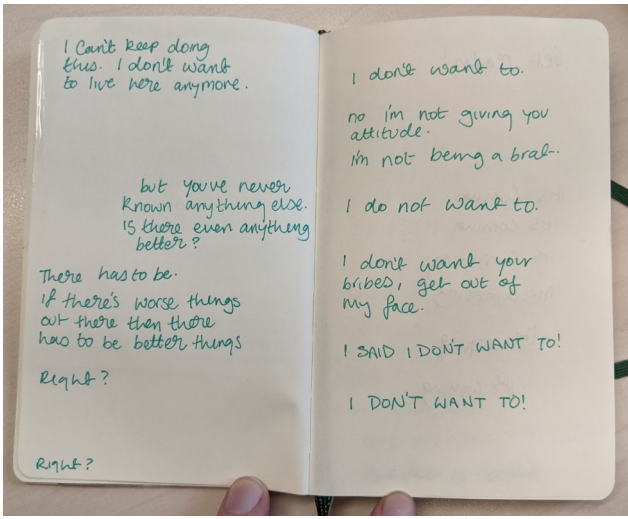 I can't keep doing
this. I don't want
to live here anymore.
but you've never
known anything else.
Is there even anything
better?
There has to be.
if there's worse things
out there then there
has to be better things
Right?
Right?
I don't want to.
no i'm not giving you
attitude.
i'm not being a brat.
I do not want to.
I don't want your
bribes, get out of
my face.
I SAID I DON'T WANT TO!
I DON'T WANT TO!